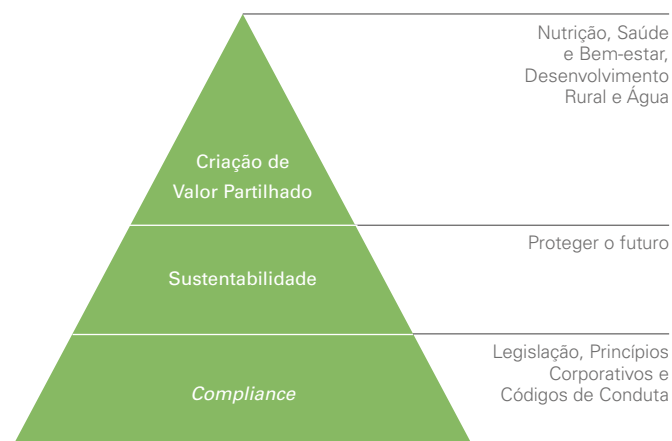 Nutrição, Saúde
e Bem-estar,
Desenvolvimento
Rural e Água
Criação de
Valor Partilhado
Proteger o futuro
Sustentabilidade
Legislação, Princípios
Corporativos e
Códigos de Conduta
Compliance